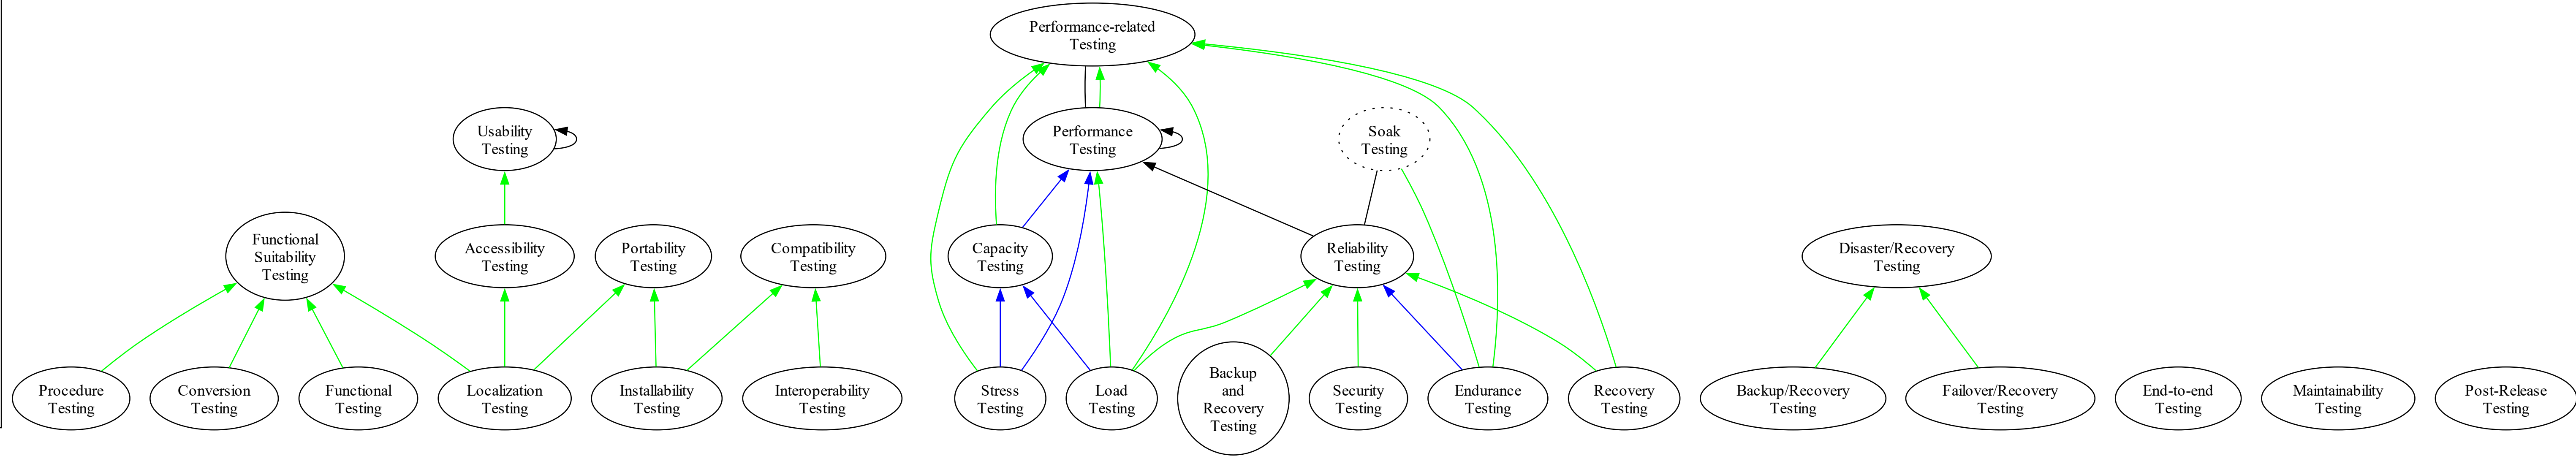 Performance-related
Testing
Usability
Testing
Performance
Testing
Soak
Testing
Functional
Suitability
Testing
Accessibility
Testing
Portability
Testing
Compatibility
Testing
Capacity
Testing
Reliability
Testing
Disaster/Recovery
Testing
Procedure
Testing
Conversion
Testing
Functional
Testing
Localization
Testing
Installability
Testing
Interoperability
Testing
Stress
Testing
Load
Testing
Backup
and
Recovery
Testing
Security
Testing
Endurance
Testing
Recovery
Testing
Backup/Recovery
Testing
Failover/Recovery
Testing
End-to-end
Testing
Maintainability
Testing
Post-Release
Testing